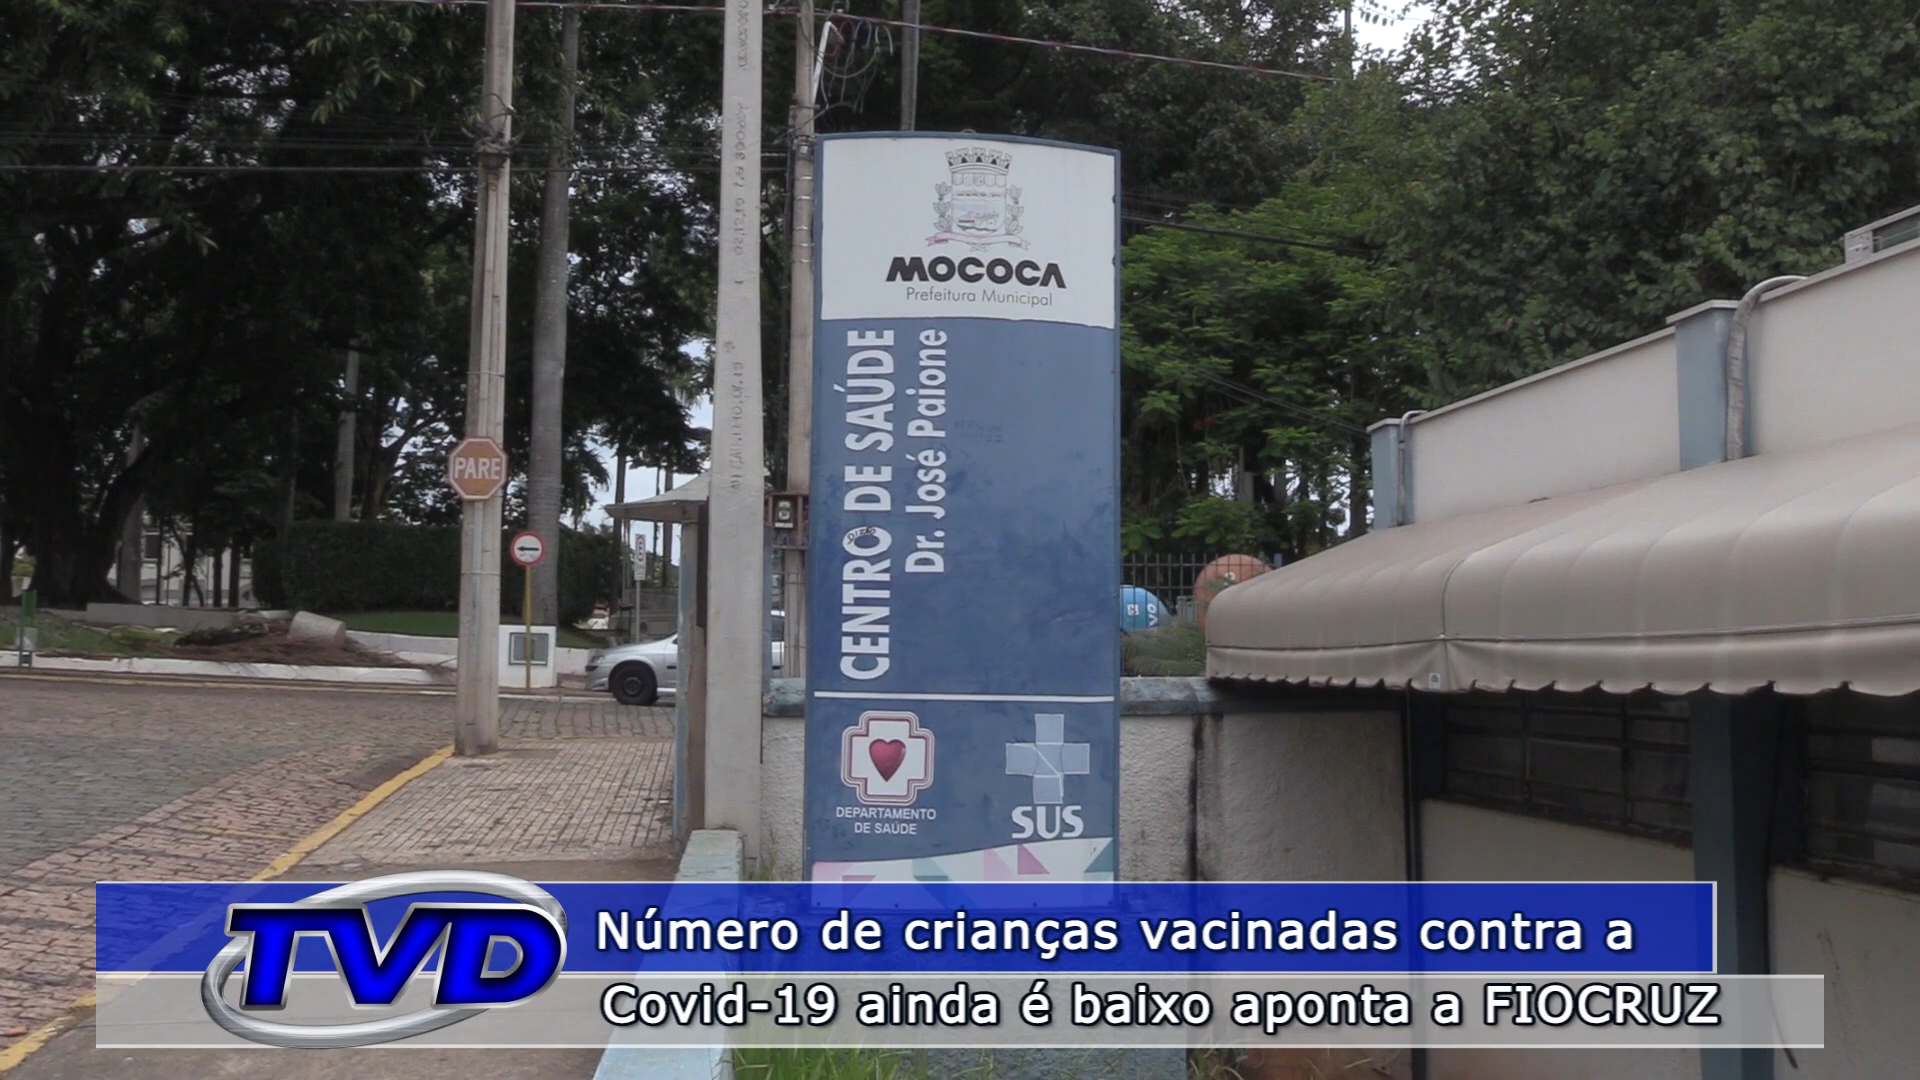 MOCOCA
Prefeitura Municipal
CENTRO DE SAÚDE
Dr. José Paione
PARE
DEPARTAMENTO
DE SAÚDE
SUS
TVD
Número de crianças vacinadas contra a
Covid-19 ainda é baixo aponta a FIOCRUZ